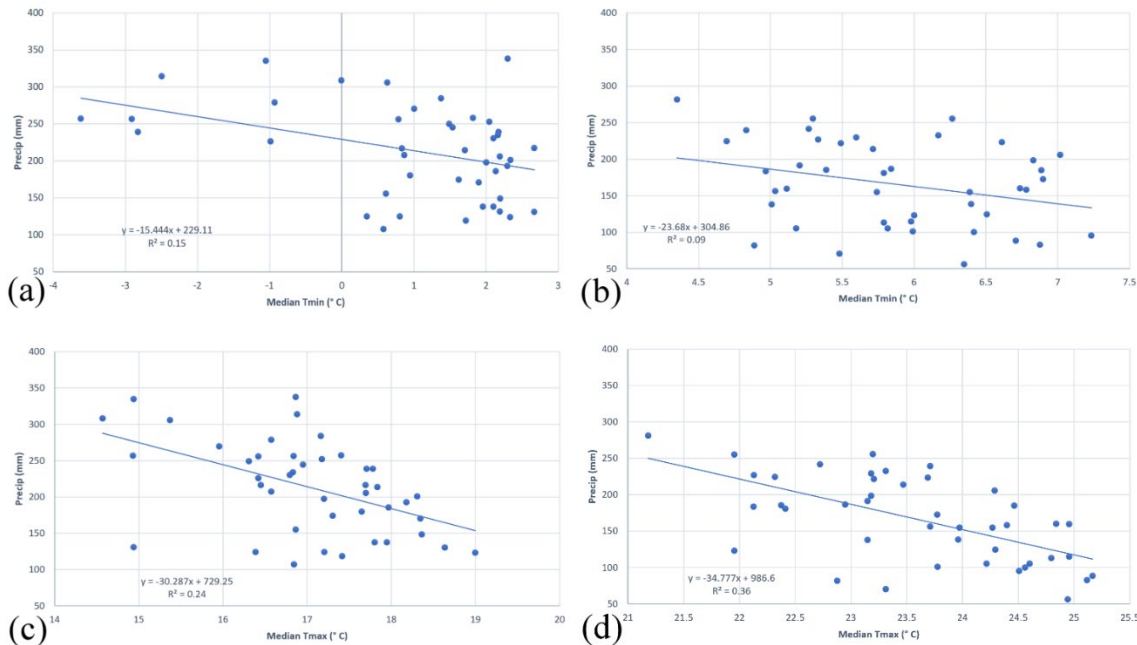 400
350
300
250
200
150
100
50
Precip (mm)
y = -15.444x + 229.11
R² = 0.15
-4 -3 -2 -1 0 1 2 3
Median Tmin (° C)
(a)
400
350
300
250
200
150
100
50
Precip (mm)
y = -23.68x + 304.86
R² = 0.09
4 4.5 5 5.5 6 6.5 7 7.5
Median Tmin (° C)
(b)
400
350
300
250
200
150
100
50
Precip (mm)
y = -30.287x + 729.25
R² = 0.24
14 15 16 17 18 19 20
Median Tmax (° C)
(c)
400
350
300
250
200
150
100
50
Precip (mm)
y = -34.777x + 986.6
R² = 0.36
21 21.5 22 22.5 23 23.5 24 24.5 25 25.5
Median Tmax (° C)
(d)